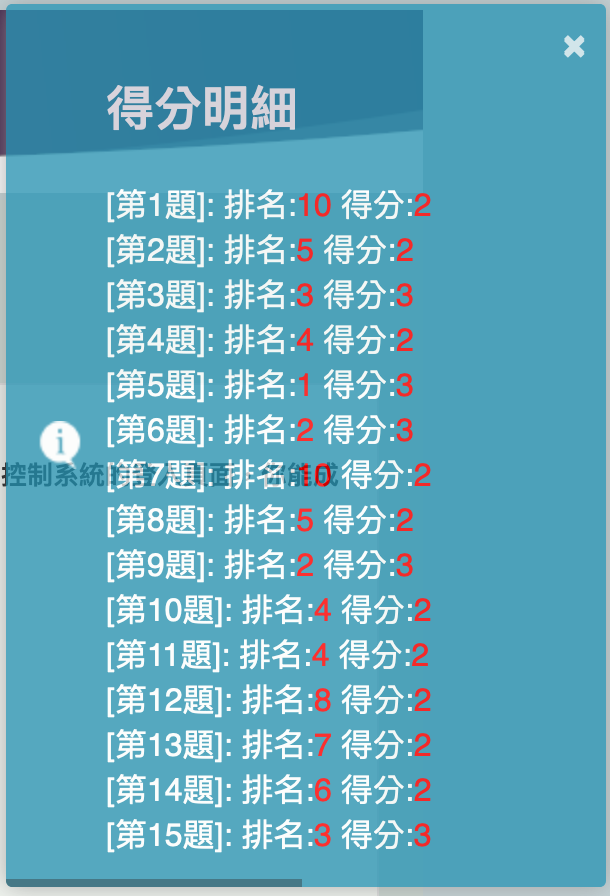 得分明細
[第1題]: 排名:10 得分:2
[第2題]: 排名:5 得分:2
[第3題]: 排名:3 得分:3
[第4題]: 排名:4 得分:2
[第5題]: 排名:1 得分:3
[第6題]: 排名:2 得分:3
控制系統的
[第7題]: 排名:10 得分:2
[第8題]: 排名:5 得分:2
[第9題]: 排名:2 得分:3
[第10題]: 排名:4 得分:2
[第11題]: 排名:4 得分:2
[第12題]: 排名:8 得分:2
[第13題]: 排名:7 得分:2
[第14題]: 排名:6 得分:2
[第15題]: 排名:3 得分:3